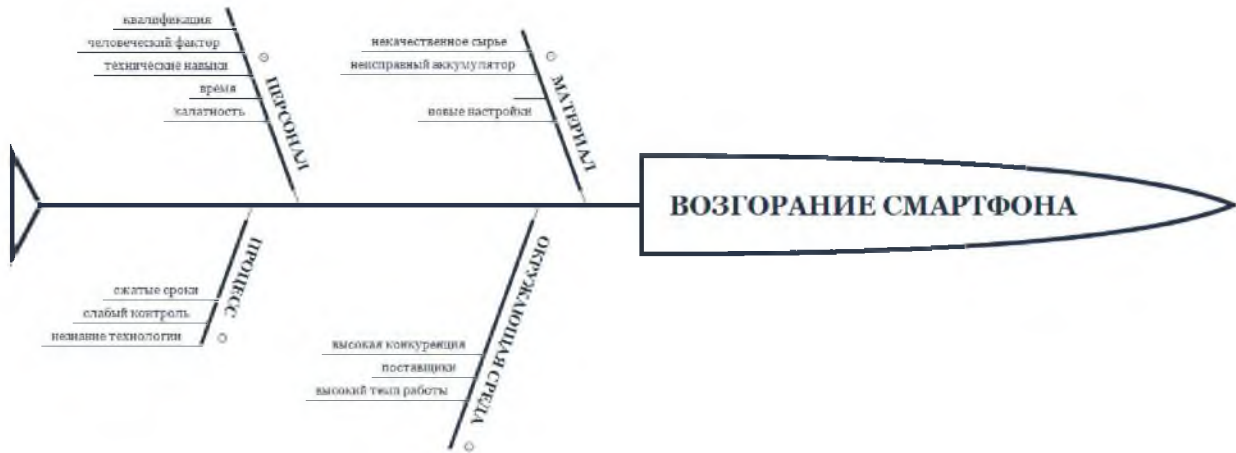 квалификация
человеческий фактор
технические навыки
время
халатность
ПЕРСОНАЛ
некачественное сырье
неисправный аккумулятор
новые настройки
МАТЕРИАЛ
ВОЗГОРАНИЕ СМАРТФОНА
ПРОЦЕСС
сжатые сроки
слабый контроль
незнание технологии
ОКРУЖАЮЩАЯ СРЕДА
высокая конкуренция
поставщики
высокий темп работы